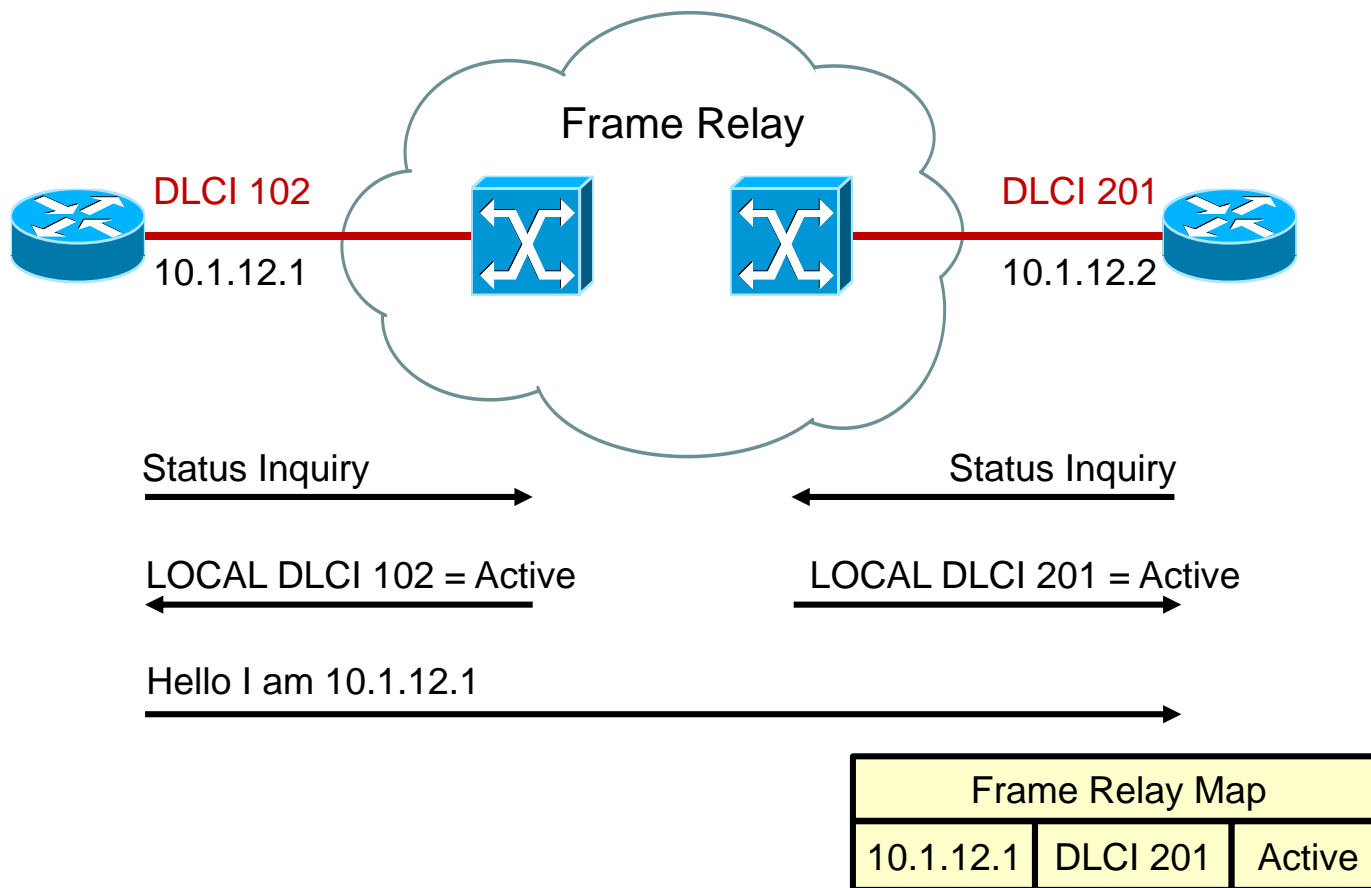 Frame Relay
DLCI 102
DLCI 201
10.1.12.1
10.1.12.2
Status Inquiry
Status Inquiry
LOCAL DLCI 102 = Active
LOCAL DLCI 201 = Active
Hello I am 10.1.12.1
Frame Relay Map
10.1.12.1 DLCI 201 Active